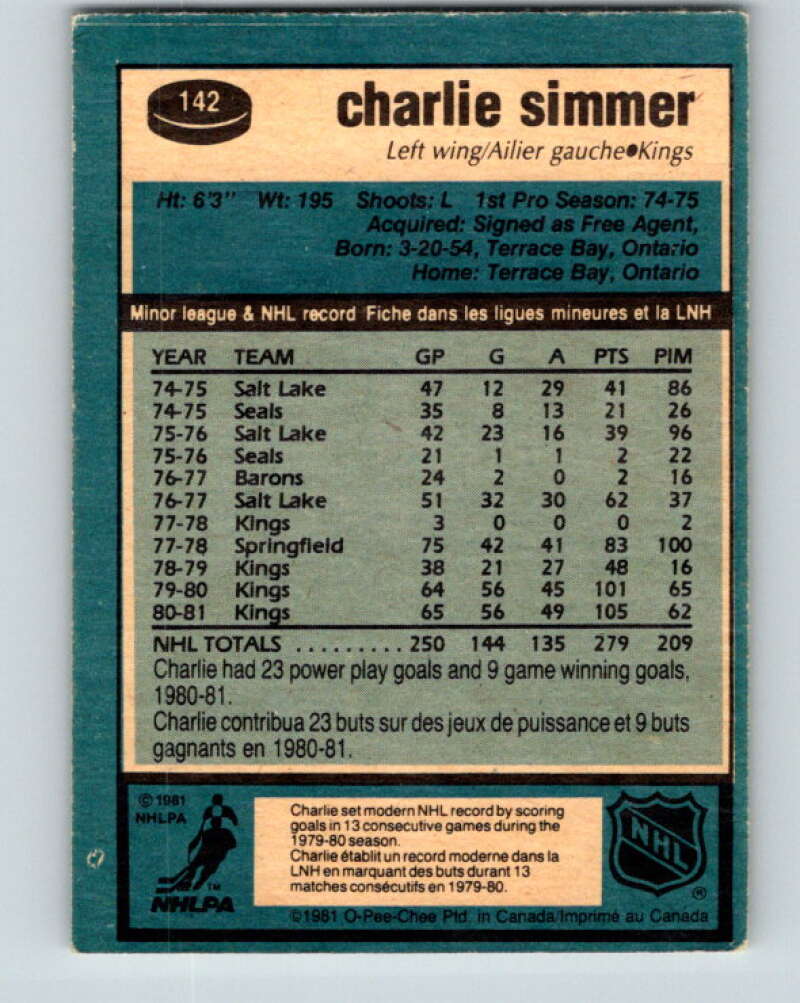 142
charlie simmer
Left wing/Ailier gauche●Kings
Ht: 6'3" Wt: 195 Shoots: L 1st Pro Season: 74-75
Acquired: Signed as Free Agent,
Born: 3-20-54, Terrace Bay, Ontario
Home: Terrace Bay, Ontario
Minor league & NHL record Fiche dans les ligues mineures et la LNH
YEAR TEAM GP G A PTS PIM
74-75 Salt Lake 47 12 29 41 86
74-75 Seals 35 8 13 21 26
75-76 Salt Lake 42 23 16 39 96
75-76 Seals 21 1 1 2 22
76-77 Barons 24 2 0 2 16
76-77 Salt Lake 51 32 30 62 37
77-78 Kings 3 0 0 0 2
77-78 Springfield 75 42 41 83 100
78-79 Kings 38 21 27 48 16
79-80 Kings 64 56 45 101 65
80-81 Kings 65 56 49 105 62
NHL TOTALS ......... 250 144 135 279 209
Charlie had 23 power play goals and 9 game winning goals,
1980-81.
Charlie contribua 23 buts sur des jeux de puissance et 9 buts
gagnants en 1980-81.
© 1981
NHLPA
TM
NHLPA
Charlie set modern NHL record by scoring
goals in 13 consecutive games during the
1979-80 season.
Charlie établit un record moderne dans la
LNH en marquant des buts durant 13
matches consécutifs en 1979-80.
NHL
®
©1981 O-Pee-Chee Ptd. in Canada/Imprimé au Canada